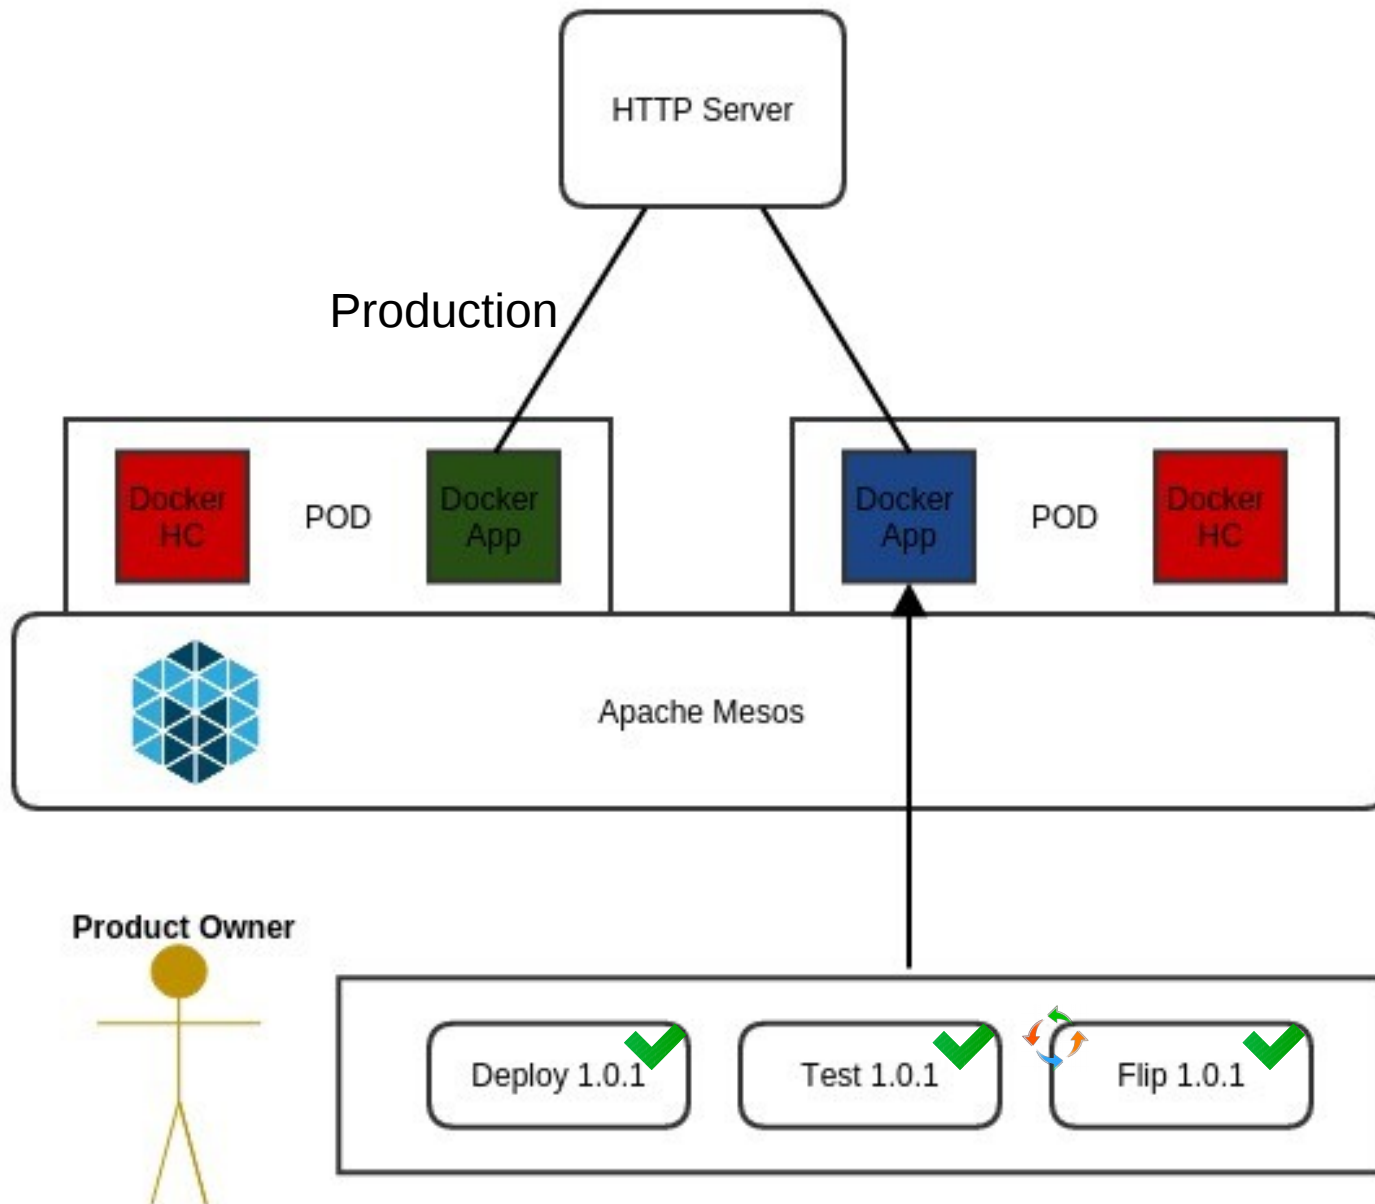 HTTP Server
Production
Docker
HC
POD
Docker
App
Docker
App
POD
Docker
HC
Apache Mesos
Product Owner
Deploy 1.0.1
Test 1.0.1
Flip 1.0.1